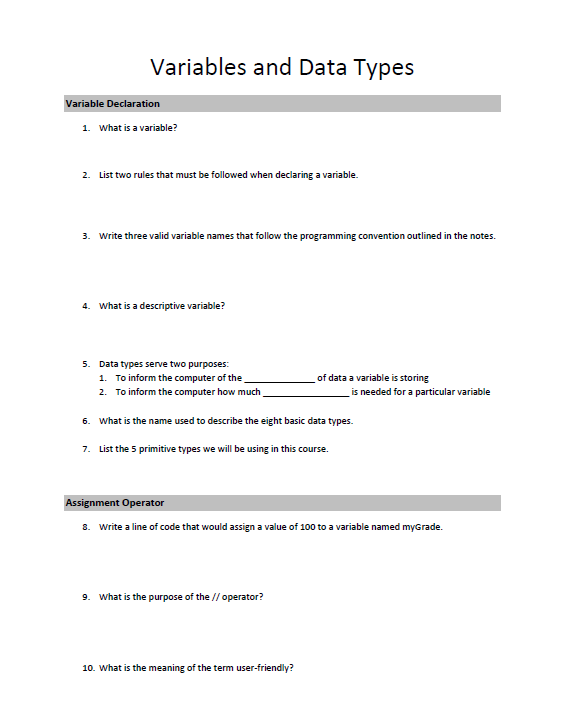 Variables and Data Types
Variable Declaration
1. What is a variable?
2. List two rules that must be followed when declaring a variable.
3. Write three valid variable names that follow the programming convention outlined in the notes.
4. What is a descriptive variable?
5. Data types serve two purposes:
1. To inform the computer of the ______________ of data a variable is storing
2. To inform the computer how much _________________ is needed for a particular variable
6. What is the name used to describe the eight basic data types.
7. List the 5 primitive types we will be using in this course.
Assignment Operator
8. Write a line of code that would assign a value of 100 to a variable named myGrade.
9. What is the purpose of the // operator?
10. What is the meaning of the term user-friendly?